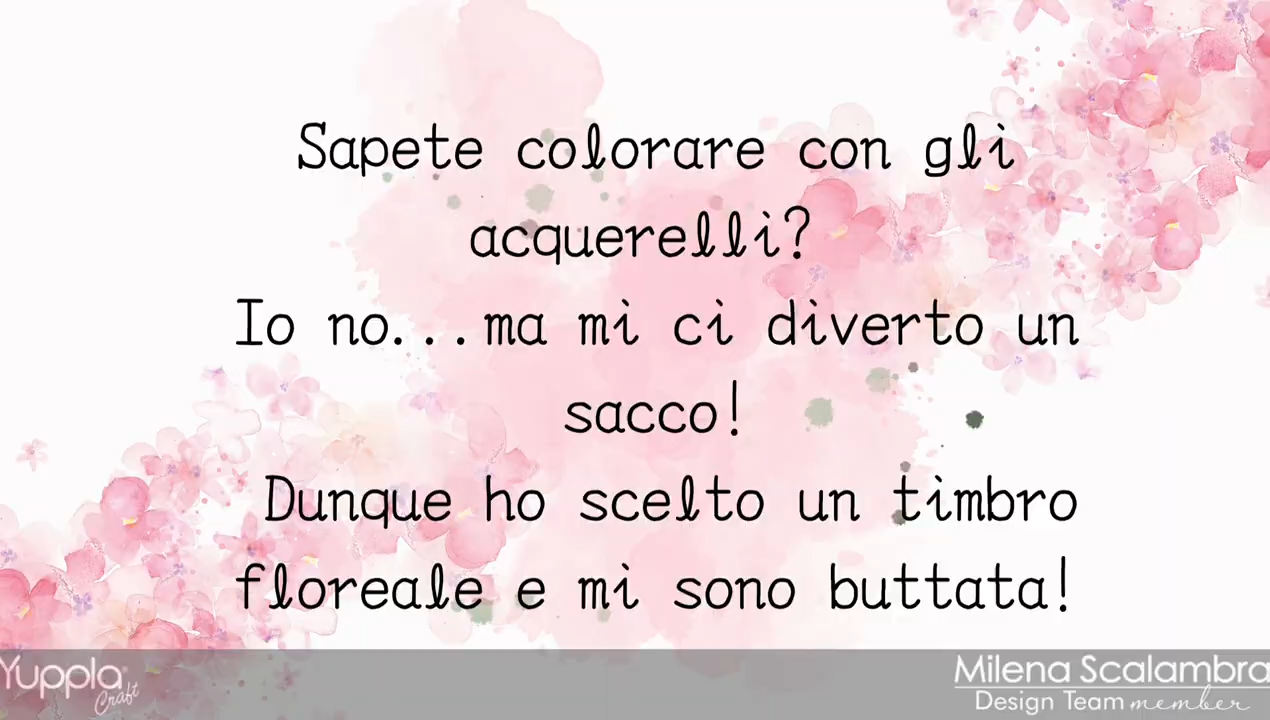 Sapete colorare con gli
acquerelli?
Io no...ma mi ci diverto un
sacco!
Dunque ho scelto un timbro
floreale e mi sono buttata!
Yuppla®
Craft
Milena Scalambra
Design Team member